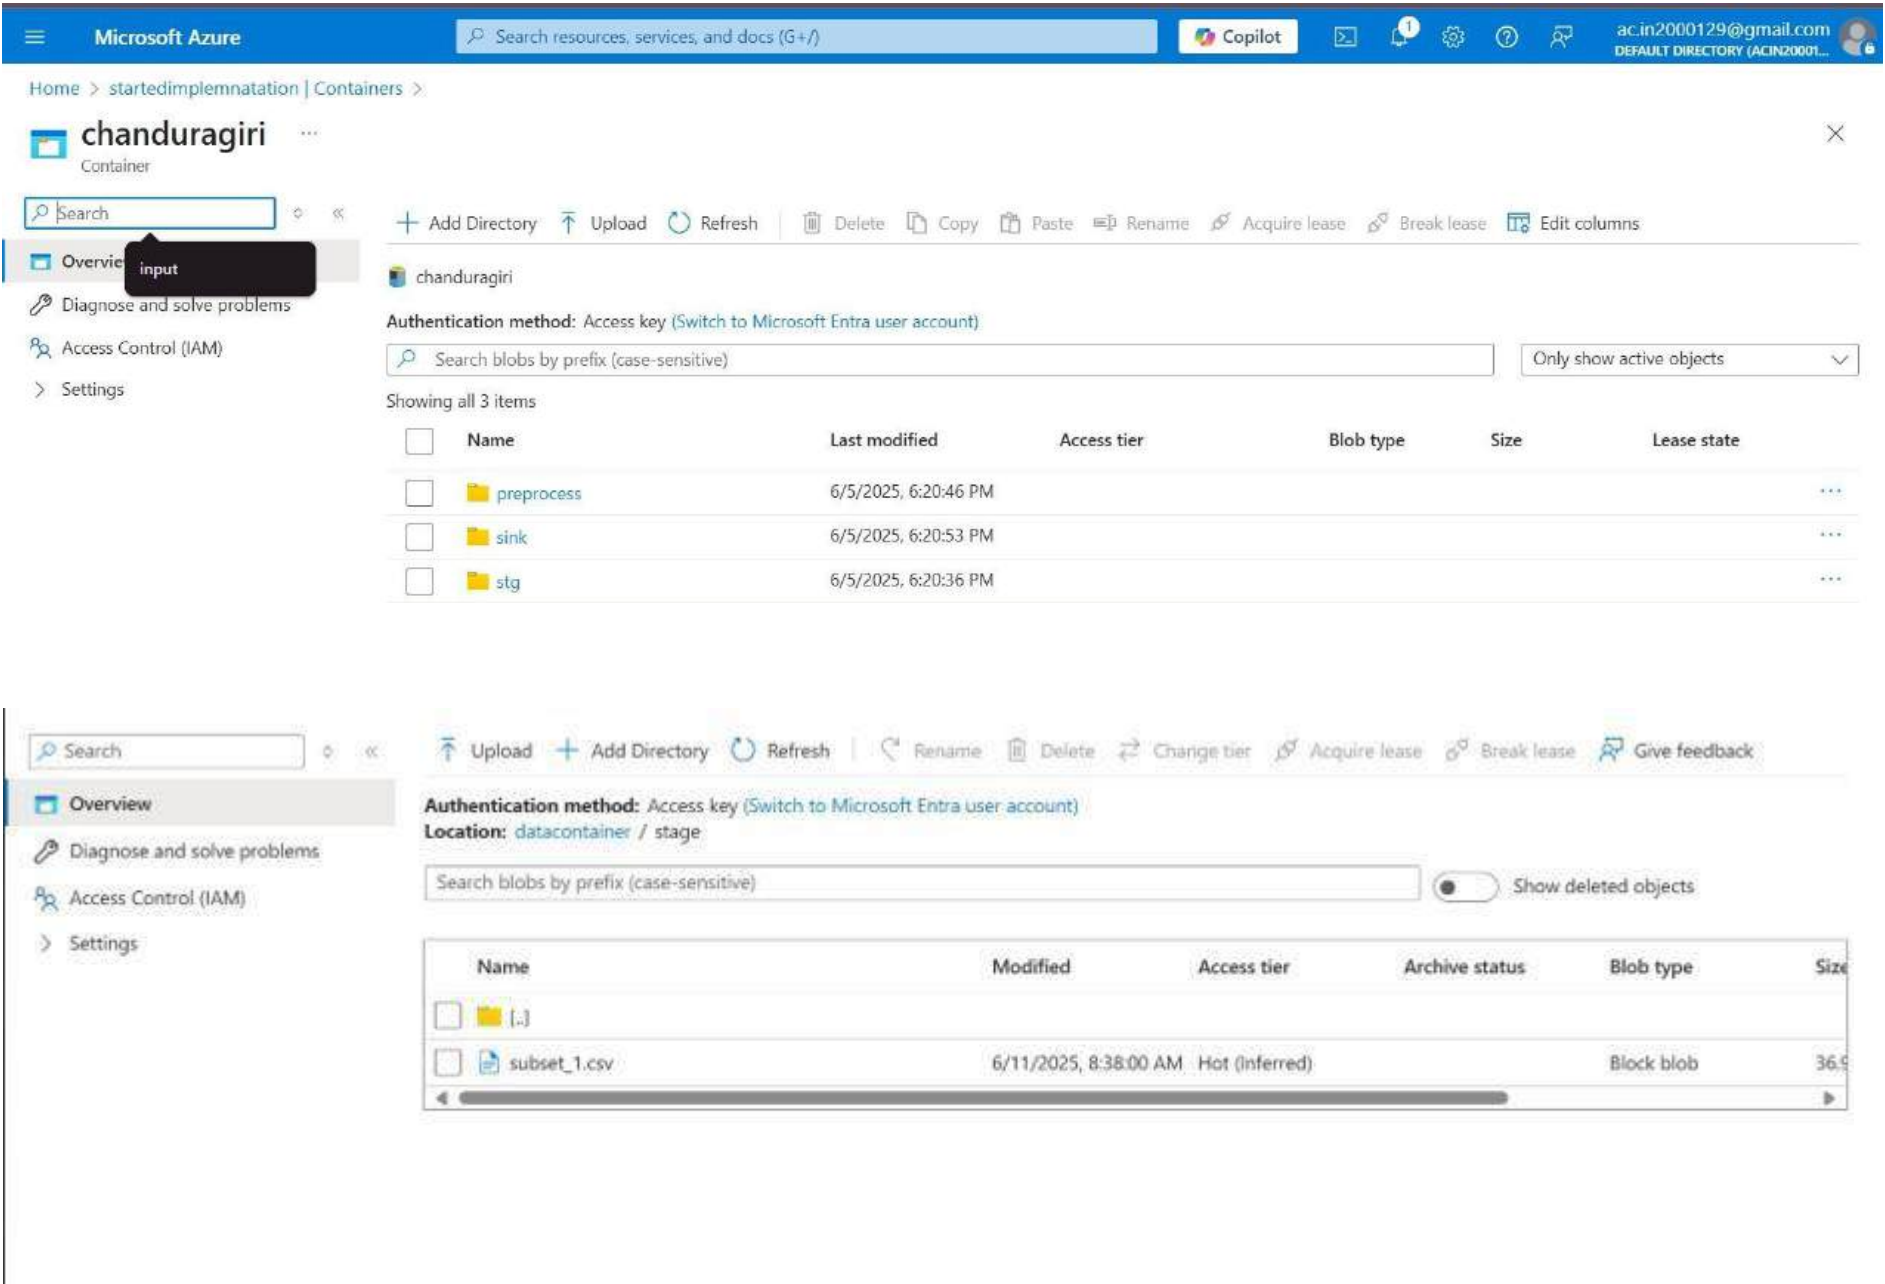 Microsoft Azure
Search resources, services, and docs (G+/)
Copilot
1
ac.in2000129@gmail.com
DEFAULT DIRECTORY (ACIN20001...
Home > startedimplemnatation | Containers >
chanduragiri ...
Container
Search
Add Directory Upload Refresh Delete Copy Paste Rename Acquire lease Break lease Edit columns
Overvie
input
chanduragiri
Diagnose and solve problems
Authentication method: Access key (Switch to Microsoft Entra user account)
Access Control (IAM)
Search blobs by prefix (case-sensitive)
Only show active objects
Settings
Showing all 3 items
Name Last modified Access tier Blob type Size Lease state
preprocess 6/5/2025, 6:20:46 PM ...
sink 6/5/2025, 6:20:53 PM ...
stg 6/5/2025, 6:20:36 PM ...
Search
Upload Add Directory Refresh Rename Delete Change tier Acquire lease Break lease Give feedback
Overview
Authentication method: Access key (Switch to Microsoft Entra user account)
Location: datacontainer / stage
Diagnose and solve problems
Search blobs by prefix (case-sensitive)
Show deleted objects
Access Control (IAM)
Settings
Name Modified Access tier Archive status Blob type Size
[..]
subset_1.csv 6/11/2025, 8:38:00 AM Hot (Inferred) Block blob 36.9